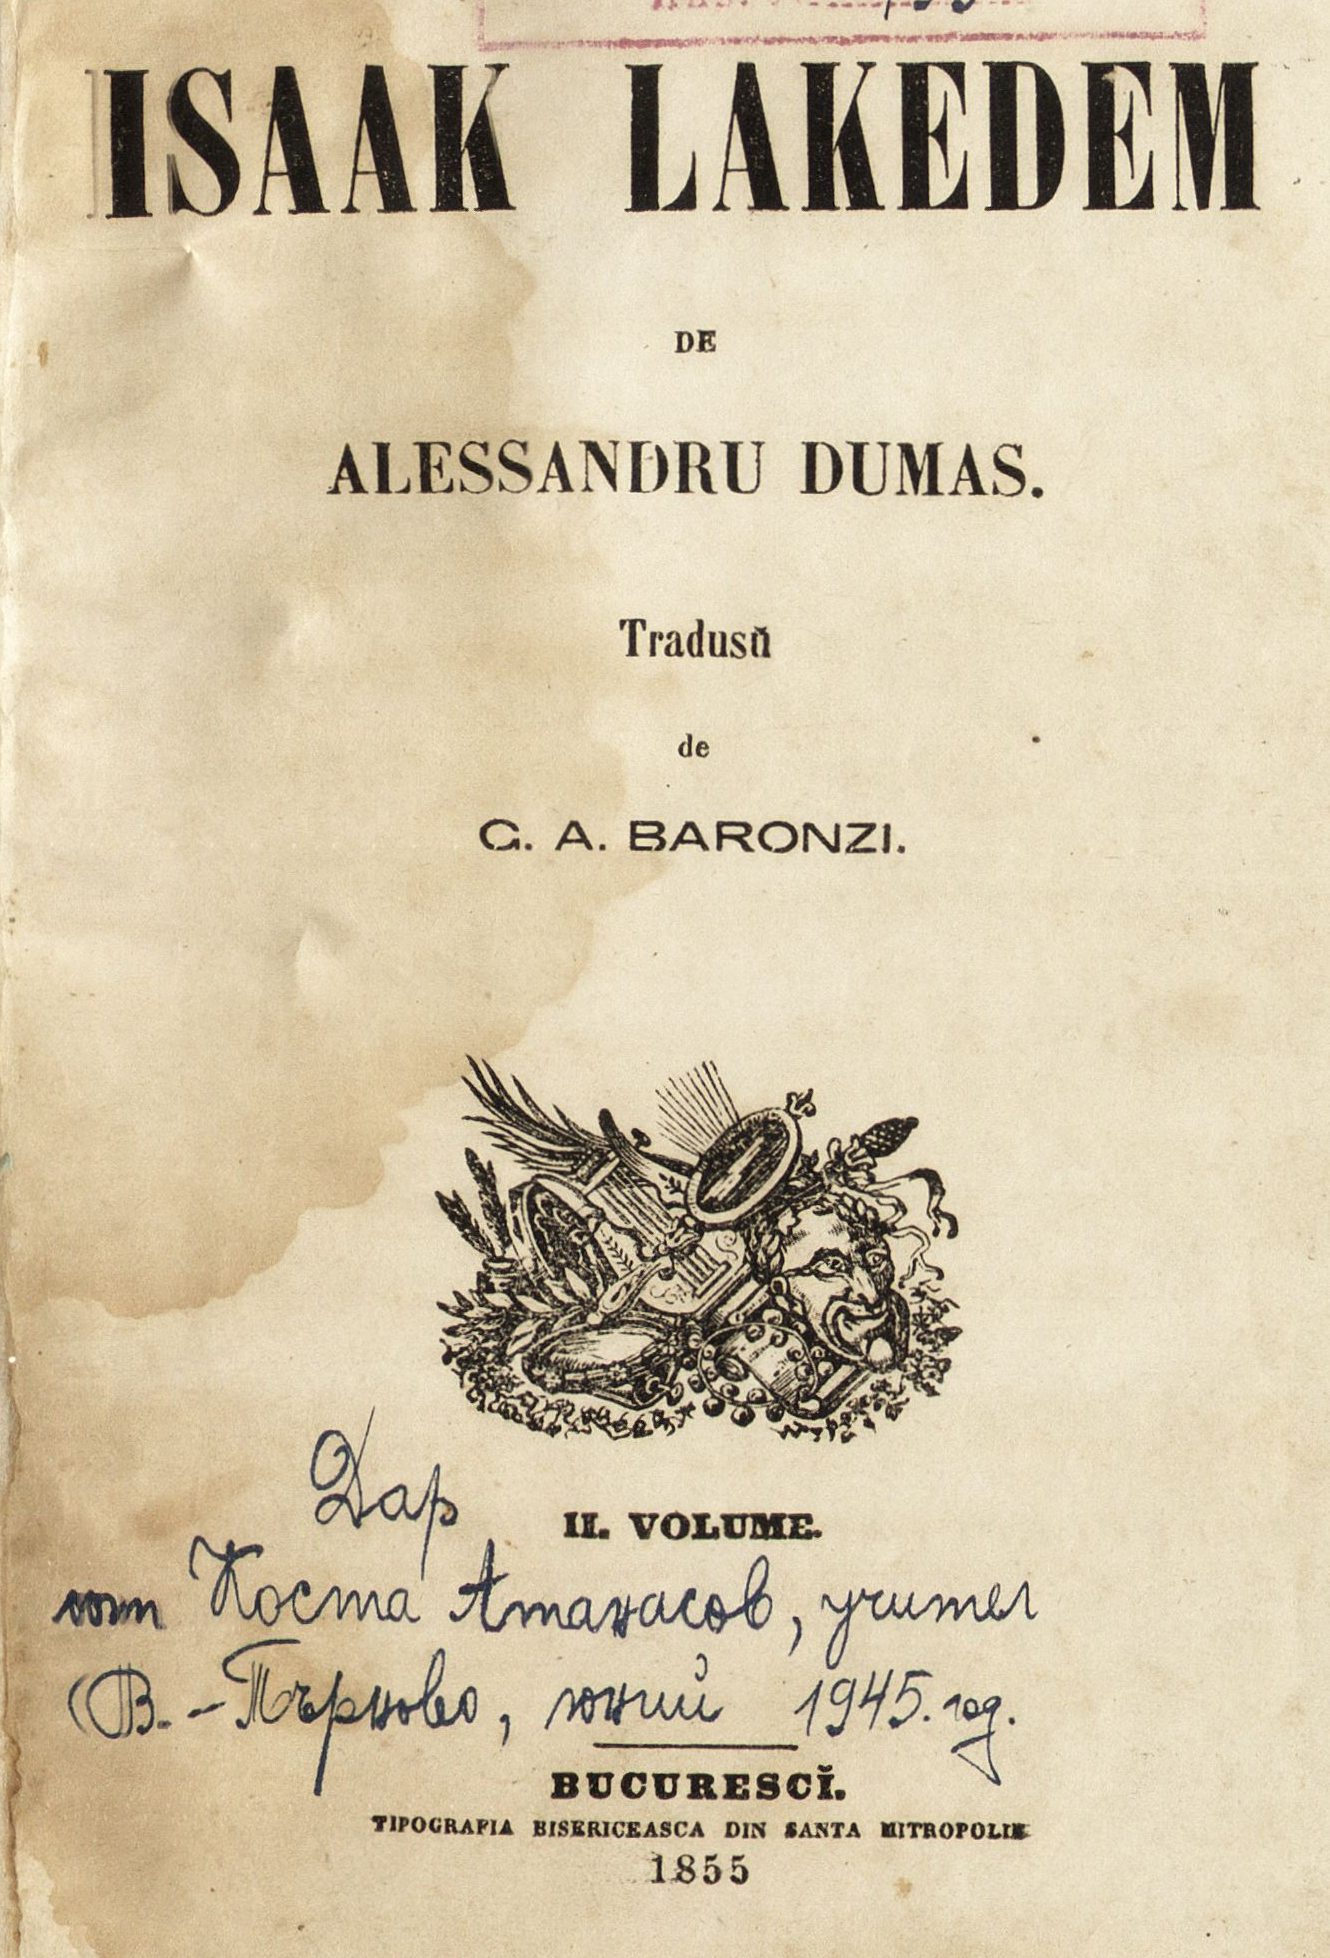 ISAAK LAKEDEM
DE
ALESSANDRU DUMAS.
Tradusŭ
de
G. A. BARONZI.
Дар
II. VOLUME.
от Коста Атанасов, учител
(В.-Търново, юний 1945. год.
BUCURESCĬ.
TIPOGRAFIA BISERICEASCA DIN SANTA MITROPOLIE
1855